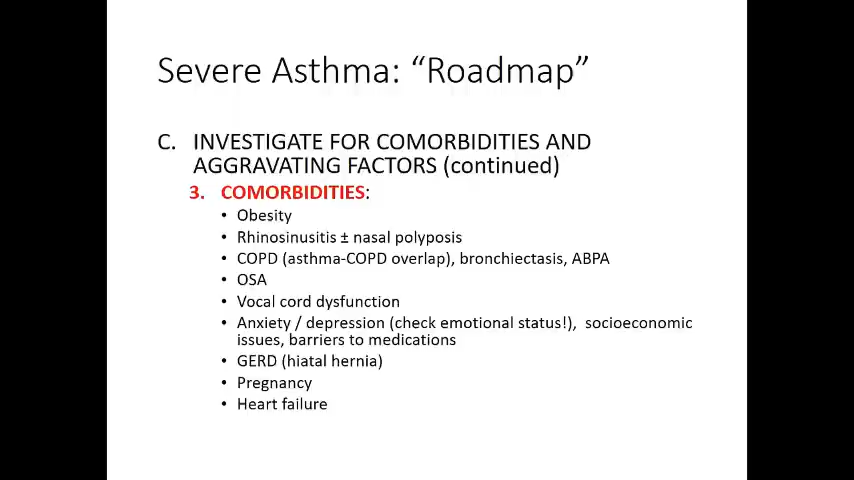 Severe Asthma: “Roadmap”
C. INVESTIGATE FOR COMORBIDITIES AND
AGGRAVATING FACTORS (continued)
3. COMORBIDITIES:
• Obesity
• Rhinosinusitis ± nasal polyposis
• COPD (asthma-COPD overlap), bronchiectasis, ABPA
• OSA
• Vocal cord dysfunction
• Anxiety / depression (check emotional status!), socioeconomic
issues, barriers to medications
• GERD (hiatal hernia)
• Pregnancy
• Heart failure